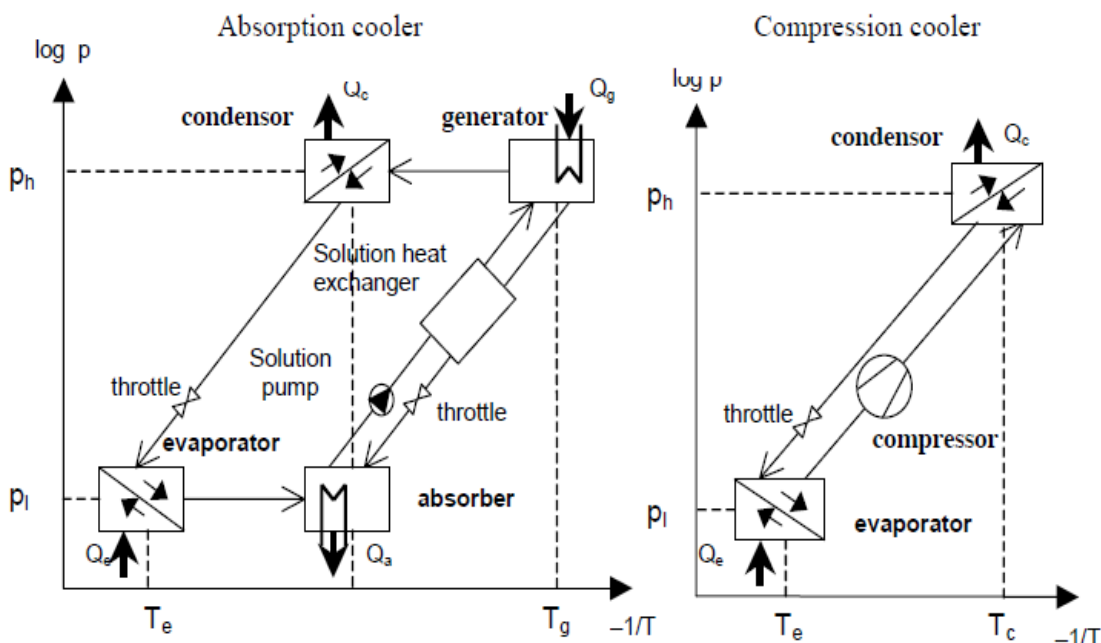 Absorption cooler
log p
Qc
condensor
generator
Qg
ph
Solution heat
exchanger
Solution
pump
throttle
throttle
evaporator
pl
absorber
Qe
Qa
Te
Tg
–1/T
Compression cooler
log p
condensor
Qc
ph
throttle
compressor
pl
evaporator
Qe
Te
Tc
–1/T